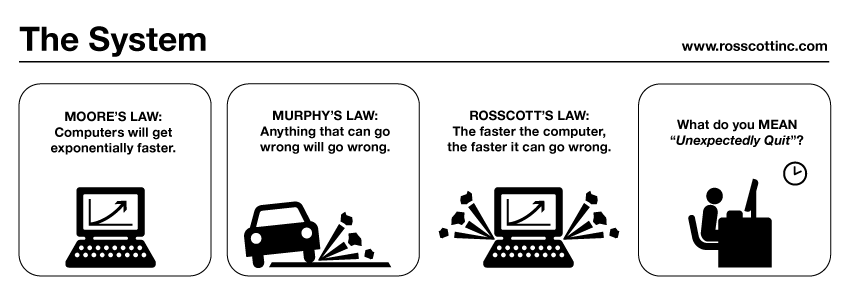 The System
www.rosscottinc.com
MOORE'S LAW:
Computers will get
exponentially faster.
MURPHY'S LAW:
Anything that can go
wrong will go wrong.
ROSSCOTT'S LAW:
The faster the computer,
the faster it can go wrong.
What do you MEAN
“Unexpectedly Quit”?